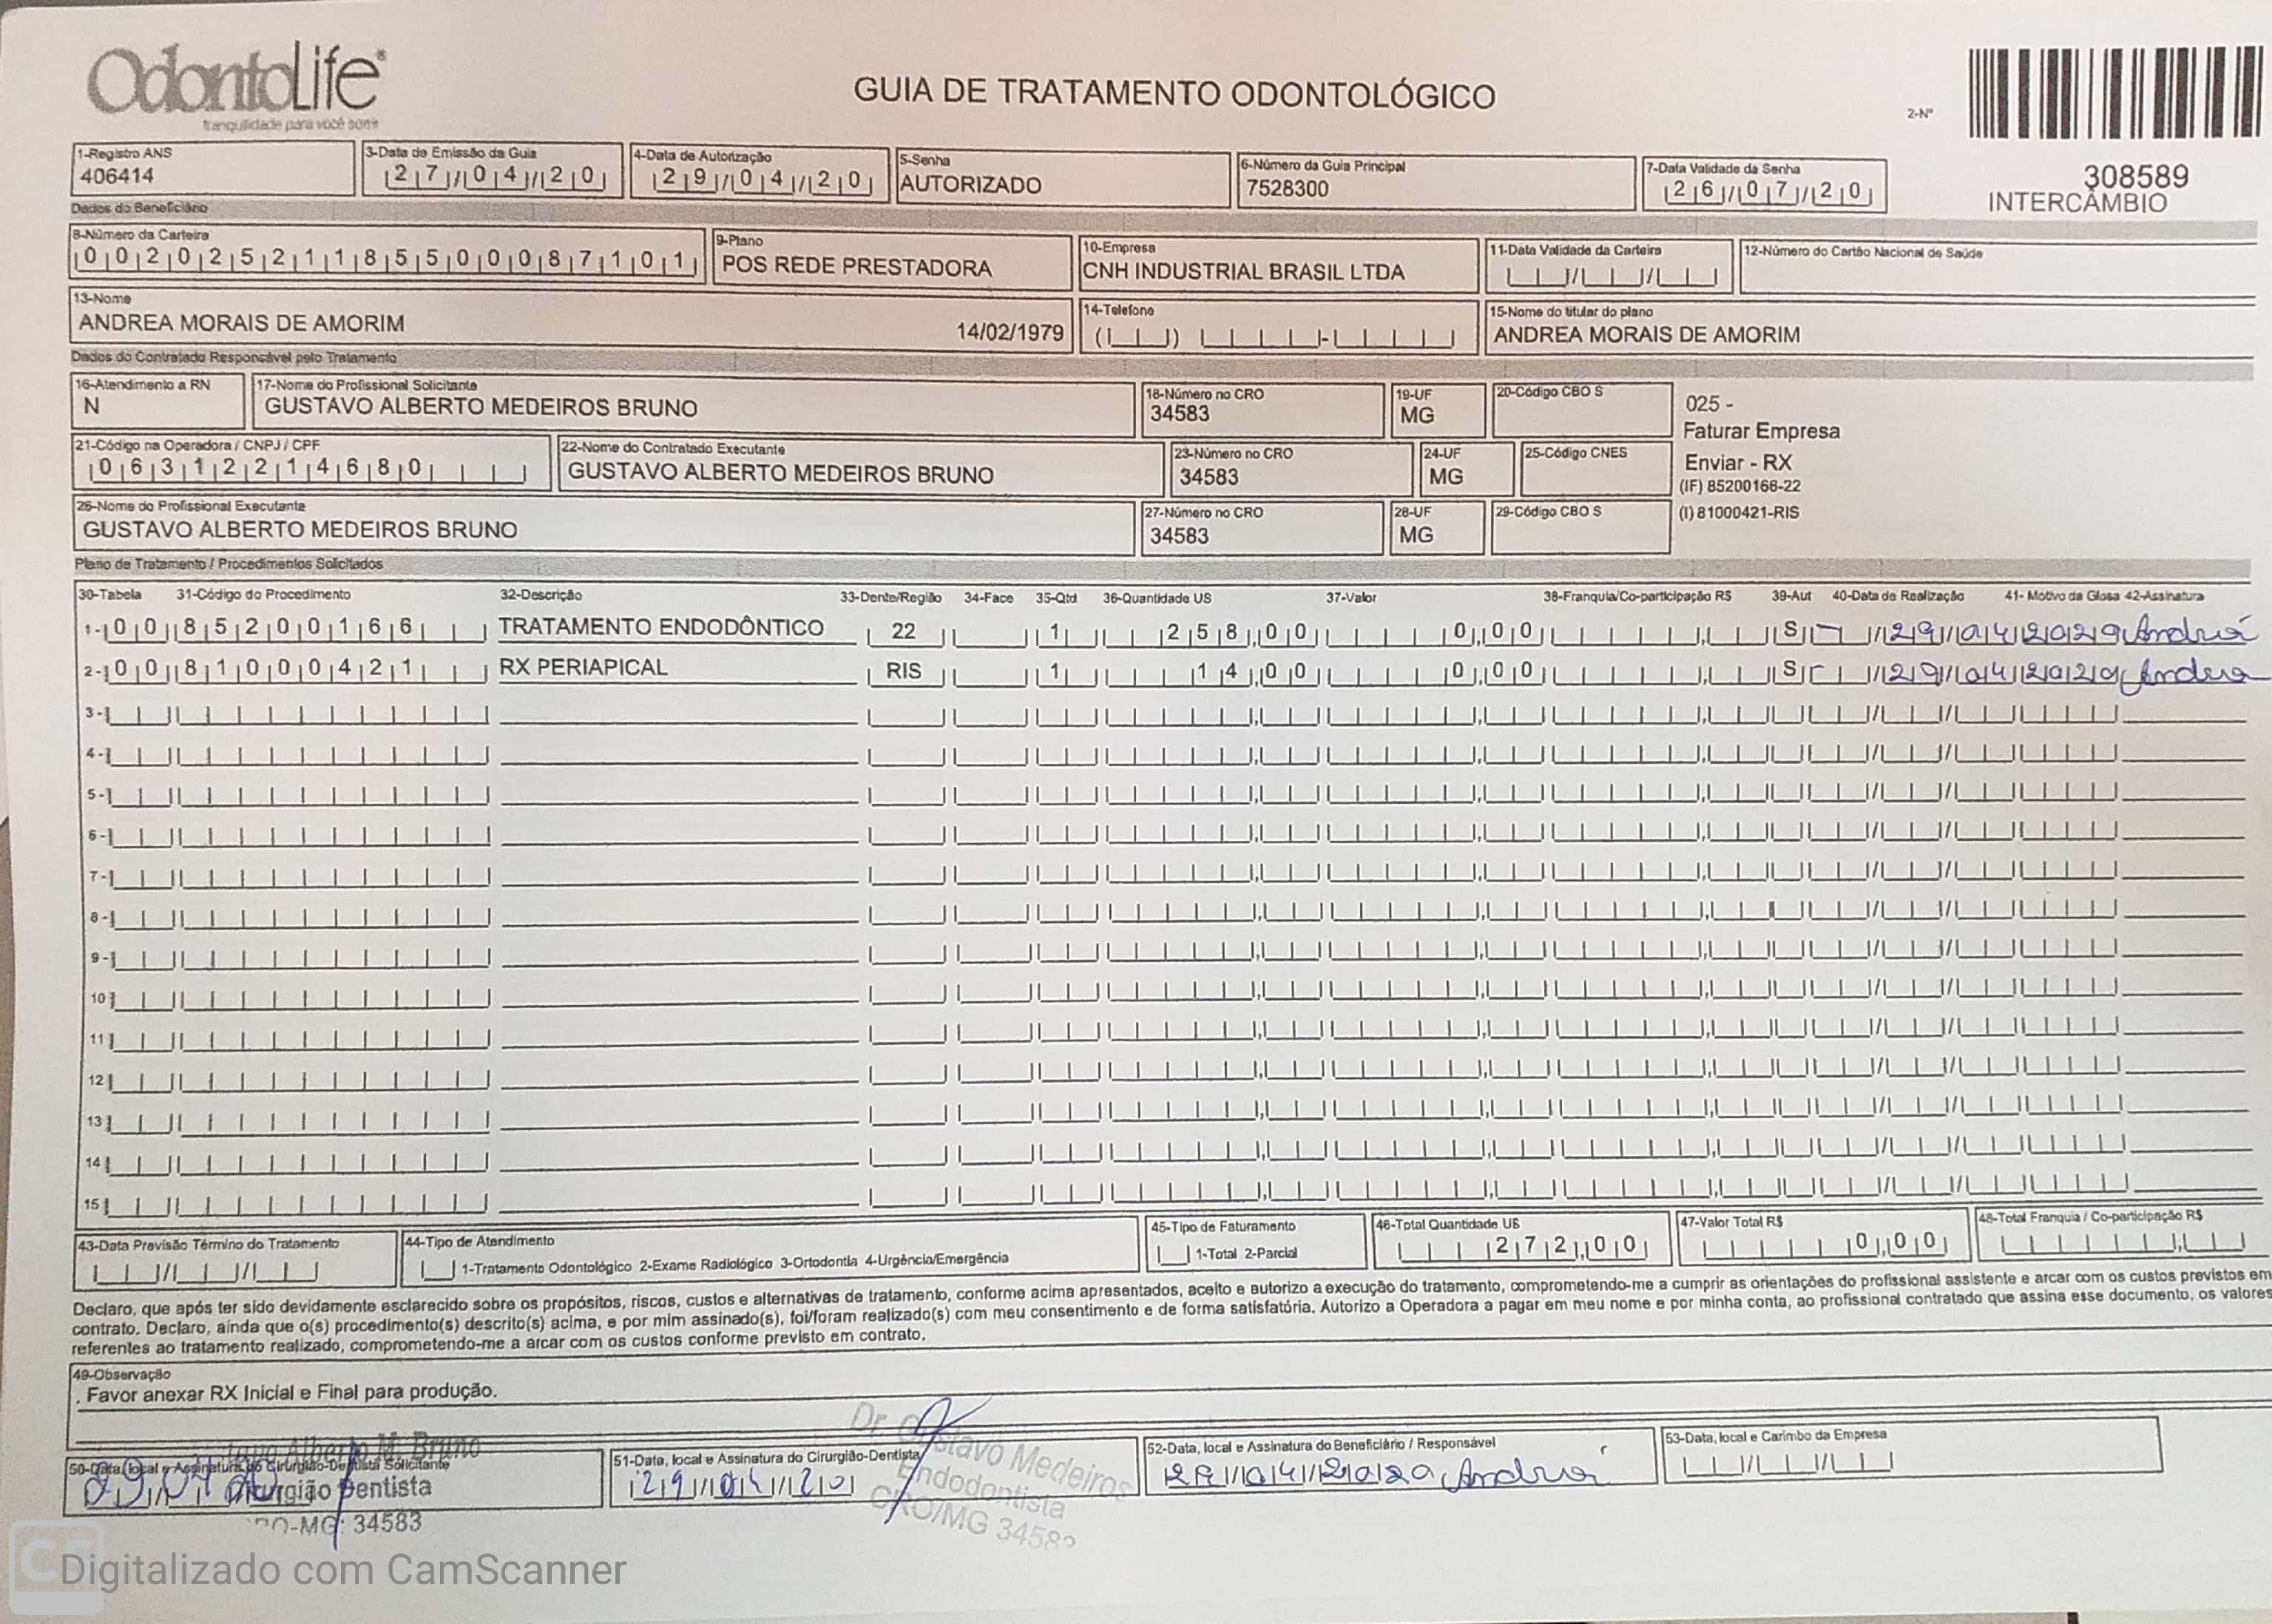 OdontoLife
tranquilidade para você sorrir
GUIA DE TRATAMENTO ODONTOLÓGICO
2-Nº
308589
INTERCÂMBIO
1-Registro ANS
406414
3-Data de Emissão da Guia
27/04/20
4-Data de Autorização
29/04/20
5-Senha
AUTORIZADO
6-Número da Guia Principal
7528300
7-Data Validade da Senha
26/07/20
Dados do Beneficiário
8-Número da Carteira
00202521185500087101
9-Plano
POS REDE PRESTADORA
10-Empresa
CNH INDUSTRIAL BRASIL LTDA
11-Data Validade da Carteira
12-Número do Cartão Nacional de Saúde
13-Nome
ANDREA MORAIS DE AMORIM 14/02/1979
14-Telefone
15-Nome do titular do plano
ANDREA MORAIS DE AMORIM
Dados do Contratado Responsável pelo Tratamento
16-Atendimento a RN
N
17-Nome do Profissional Solicitante
GUSTAVO ALBERTO MEDEIROS BRUNO
18-Número no CRO
34583
19-UF
MG
20-Código CBO S
025 -
Faturar Empresa
Enviar - RX
(IF) 85200166-22
(I) 81000421-RIS
21-Código na Operadora / CNPJ / CPF
06312214680
22-Nome do Contratado Executante
GUSTAVO ALBERTO MEDEIROS BRUNO
23-Número no CRO
34583
24-UF
MG
25-Código CNES
26-Nome do Profissional Executante
GUSTAVO ALBERTO MEDEIROS BRUNO
27-Número no CRO
34583
28-UF
MG
29-Código CBO S
Plano de Tratamento / Procedimentos Solicitados
30-Tabela 31-Código do Procedimento 32-Descrição 33-Dente/Região 34-Face 35-Qtd 36-Quantidade US 37-Valor 38-Franquia/Co-participação R$ 39-Aut 40-Data de Realização 41- Motivo da Glosa 42-Assinatura
1- 00 85200166 TRATAMENTO ENDODÔNTICO 22 1 258,00 0,00 S 29/04/2020 Andrea
2- 00 81000421 RX PERIAPICAL RIS 1 14,00 0,00 S 29/04/2020 Andrea
3-
4-
5-
6-
7-
8-
9-
10
11
12
13
14
15
43-Data Previsão Término do Tratamento
44-Tipo de Atendimento
1-Tratamento Odontológico 2-Exame Radiológico 3-Ortodontia 4-Urgência/Emergência
45-Tipo de Faturamento
1-Total 2-Parcial
46-Total Quantidade US
272,00
47-Valor Total R$
0,00
48-Total Franquia / Co-participação R$
Declaro, que após ter sido devidamente esclarecido sobre os propósitos, riscos, custos e alternativas de tratamento, conforme acima apresentados, aceito e autorizo a execução do tratamento, comprometendo-me a cumprir as orientações do profissional assistente e arcar com os custos previstos em
contrato. Declaro, ainda que o(s) procedimento(s) descrito(s) acima, e por mim assinado(s), foi/foram realizado(s) com meu consentimento e de forma satisfatória. Autorizo a Operadora a pagar em meu nome e por minha conta, ao profissional contratado que assina esse documento, os valores
referentes ao tratamento realizado, comprometendo-me a arcar com os custos conforme previsto em contrato.
49-Observação
. Favor anexar RX Inicial e Final para produção.
50-Data, local e Assinatura do Cirurgião-Dentista Solicitante
Alberto M. Bruno
Cirurgião Dentista
CRO-MG: 34583
51-Data, local e Assinatura do Cirurgião-Dentista
29/04/20
Dr. Gustavo Medeiros
Endodontista
CRO/MG 34583
52-Data, local e Assinatura do Beneficiário / Responsável
29/04/2020 Andrea
53-Data, local e Carimbo da Empresa
CS
Digitalizado com CamScanner